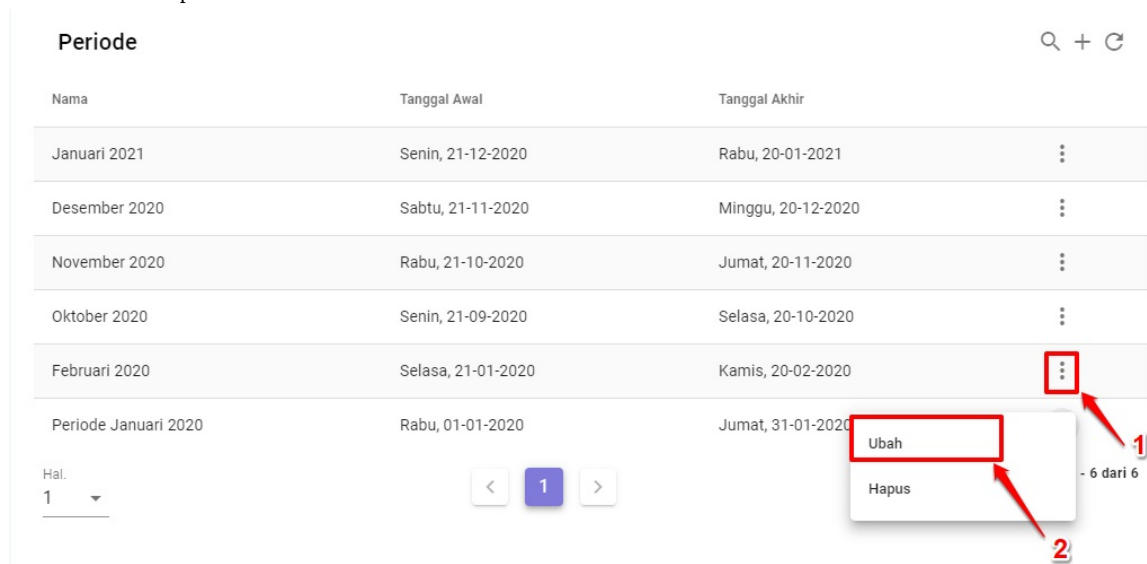 Periode
Nama Tanggal Awal Tanggal Akhir
Januari 2021 Senin, 21-12-2020 Rabu, 20-01-2021
Desember 2020 Sabtu, 21-11-2020 Minggu, 20-12-2020
November 2020 Rabu, 21-10-2020 Jumat, 20-11-2020
Oktober 2020 Senin, 21-09-2020 Selasa, 20-10-2020
Februari 2020 Selasa, 21-01-2020 Kamis, 20-02-2020
Periode Januari 2020 Rabu, 01-01-2020 Jumat, 31-01-2020
Ubah
1
Hal.
1 1 - 6 dari 6
Hapus
2